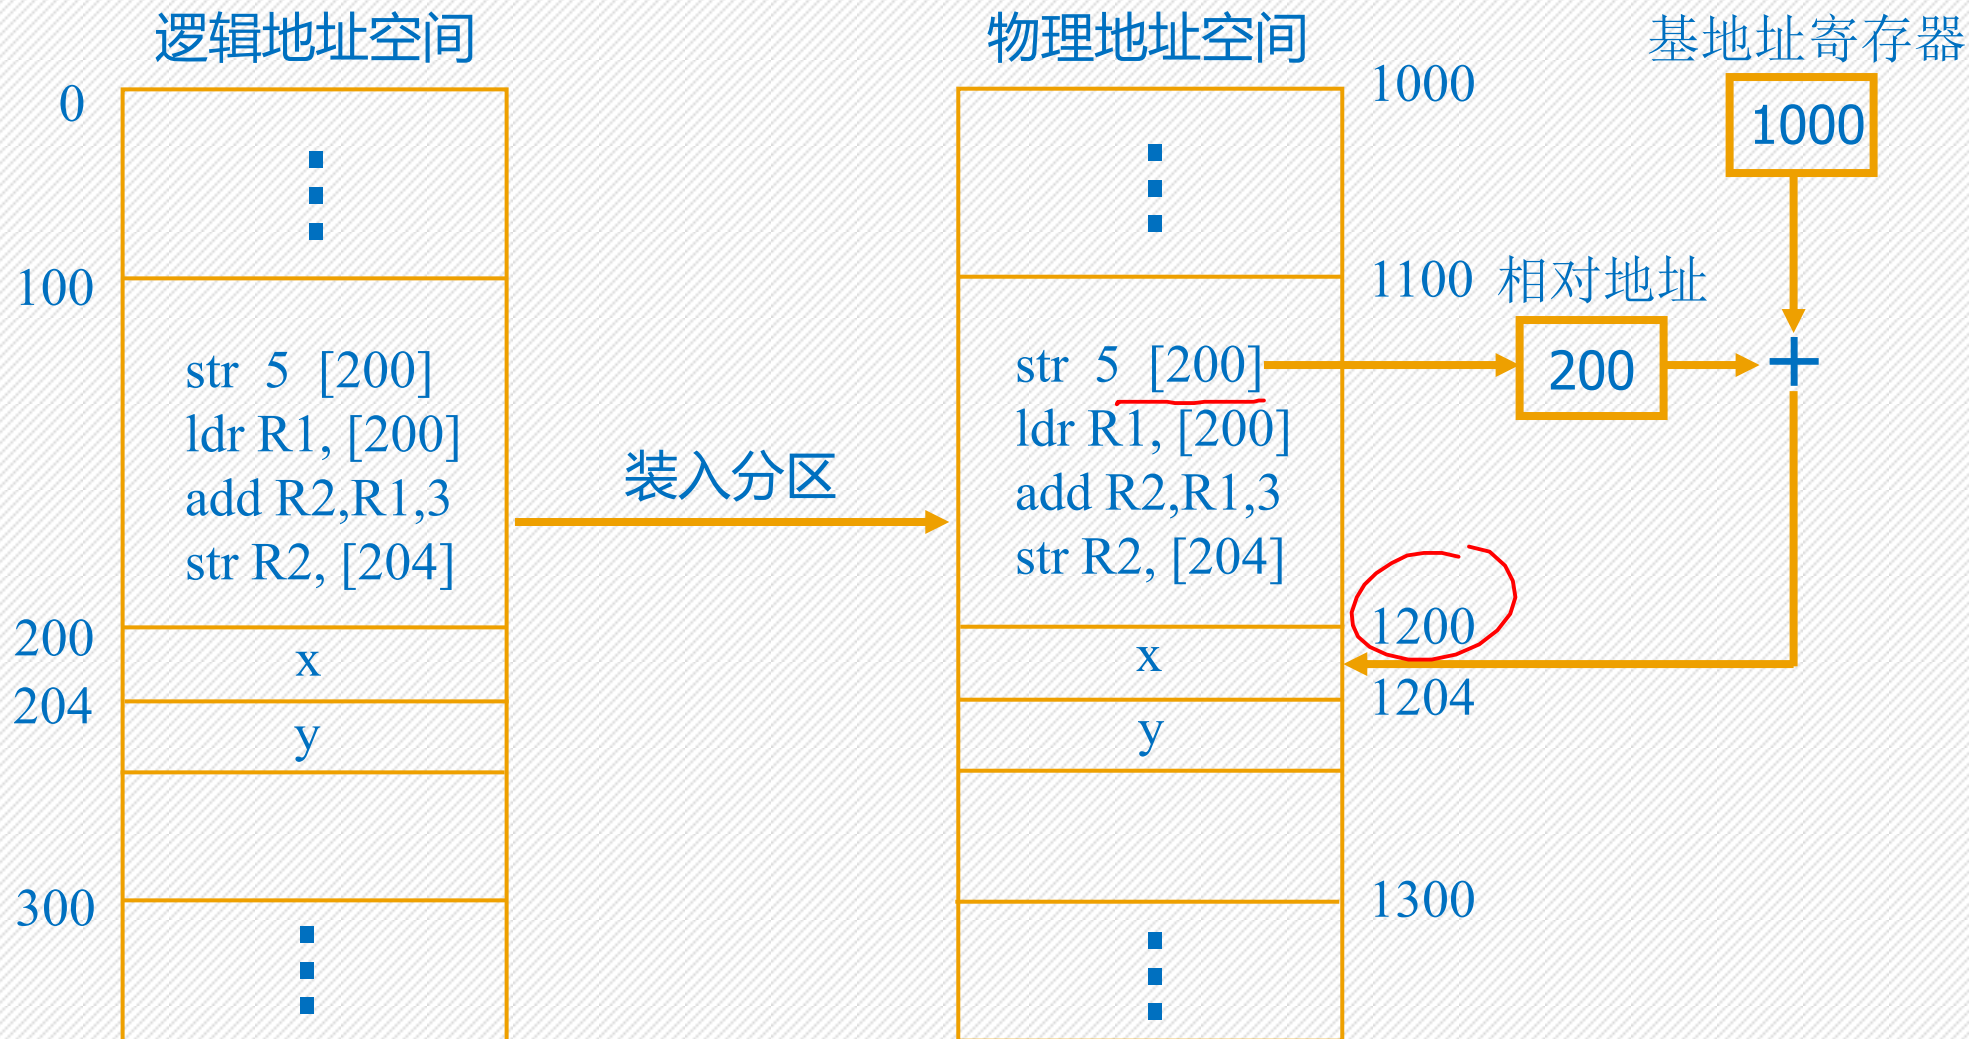 逻辑地址空间
0
100
str 5 [200]
ldr R1, [200]
add R2,R1,3
str R2, [204]
200
x
204
y
300
装入分区
物理地址空间
1000
1100
str 5 [200]
ldr R1, [200]
add R2,R1,3
str R2, [204]
1200
x
1204
y
1300
基地址寄存器
1000
相对地址
200
+